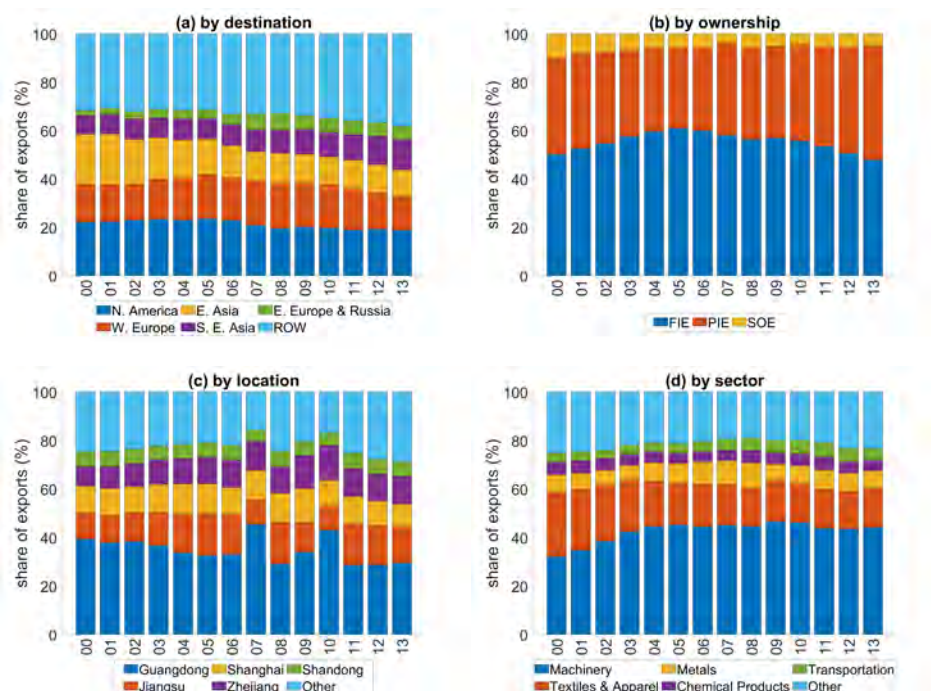 (a) by destination
share of exports (%)
100
80
60
40
20
0
00 01 02 03 04 05 06 07 08 09 10 11 12 13
N. America E. Asia E. Europe & Russia
W. Europe S. E. Asia ROW
(b) by ownership
share of exports (%)
100
80
60
40
20
0
00 01 02 03 04 05 06 07 08 09 10 11 12 13
FIE PIE SOE
(c) by location
share of exports (%)
100
80
60
40
20
0
00 01 02 03 04 05 06 07 08 09 10 11 12 13
Guangdong Shanghai Shandong
Jiangsu Zhejiang Other
(d) by sector
share of exports (%)
100
80
60
40
20
0
00 01 02 03 04 05 06 07 08 09 10 11 12 13
Machinery Metals Transportation
Textiles & Apparel Chemical Products Other